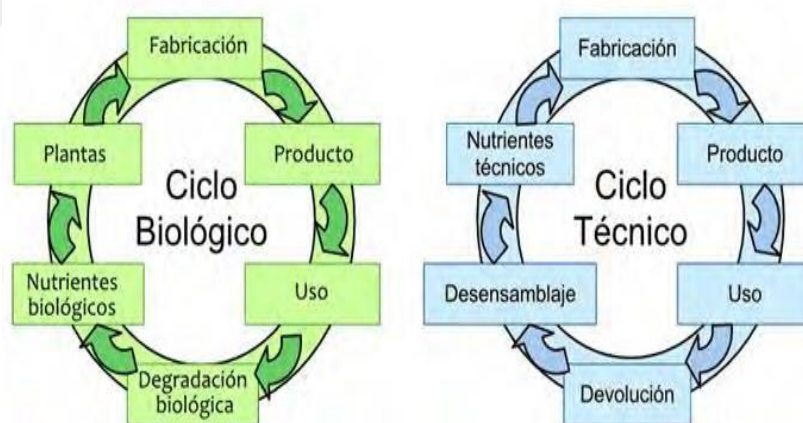 Fabricación
Producto
Uso
Degradación
biológica
Nutrientes
biológicos
Plantas
Ciclo
Biológico
Fabricación
Producto
Uso
Devolución
Desensamblaje
Nutrientes
técnicos
Ciclo
Técnico